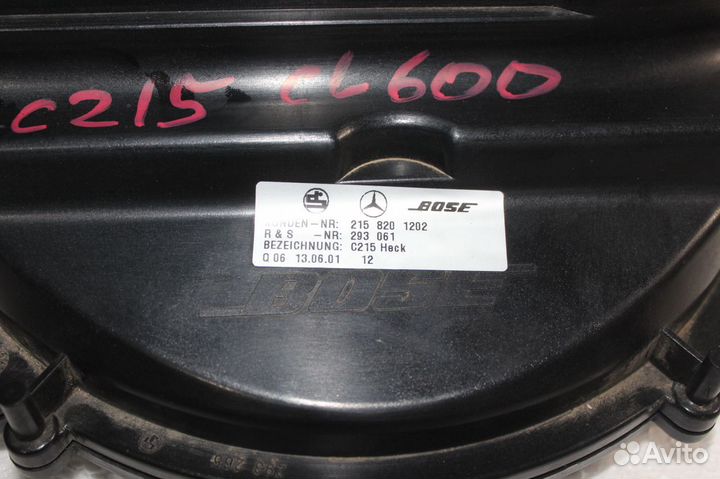 C215 CL600
BOSE
KUNDEN-NR: 215 820 1202
R & S -NR: 293 061
BEZEICHNUNG: C215 Heck
Q 06 13.06.01 12
BOSE
Avito